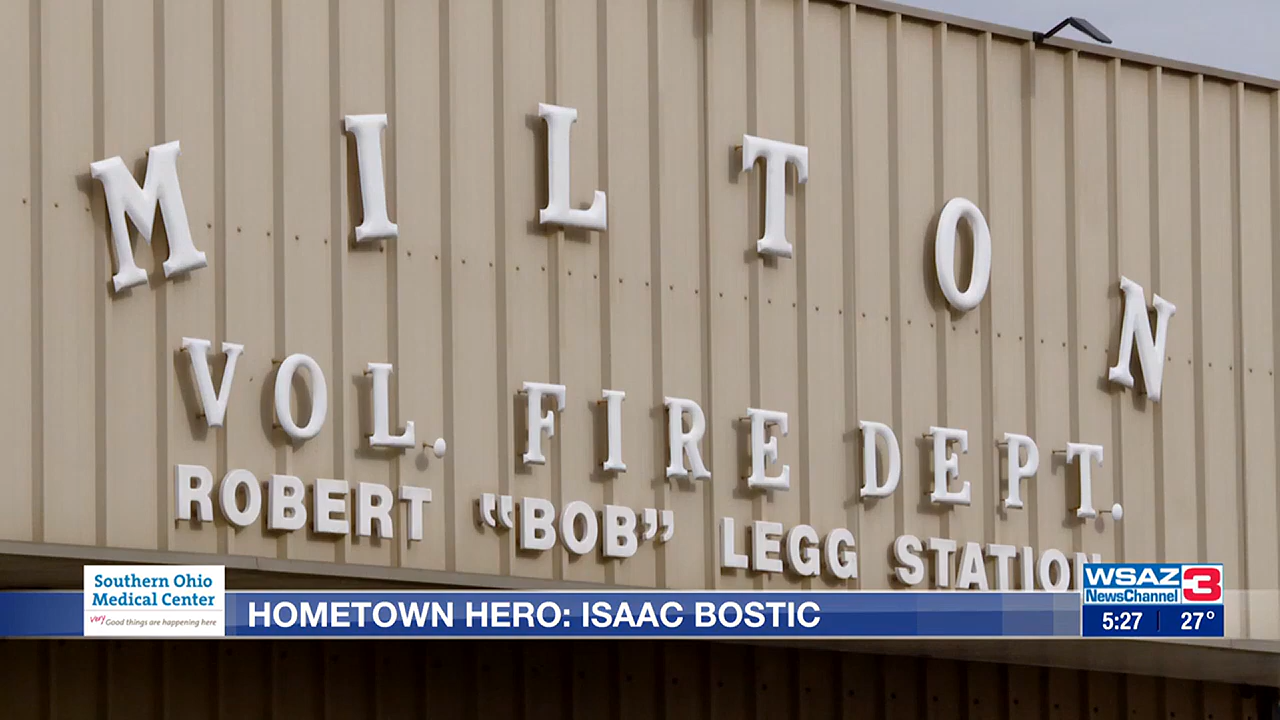 MILTON
VOL. FIRE DEPT.
ROBERT “BOB” LEGG STATION
Southern Ohio
Medical Center
very Good things are happening here
HOMETOWN HERO: ISAAC BOSTIC
WSAZ 3
NewsChannel
5:27 27°